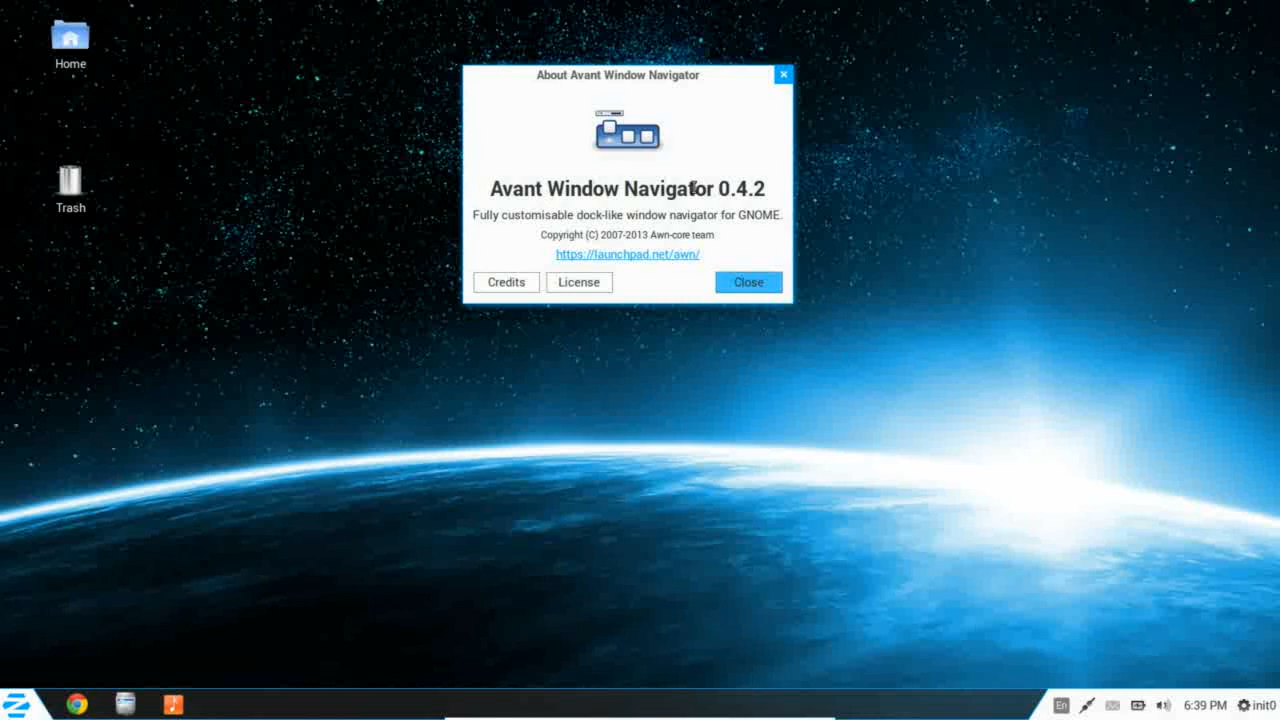 Home
Trash
About Avant Window Navigator
Avant Window Navigator 0.4.2
Fully customisable dock-like window navigator for GNOME.
Copyright (C) 2007-2013 Awn-core team
https://launchpad.net/awn/
Credits License Close
En 6:39 PM init0